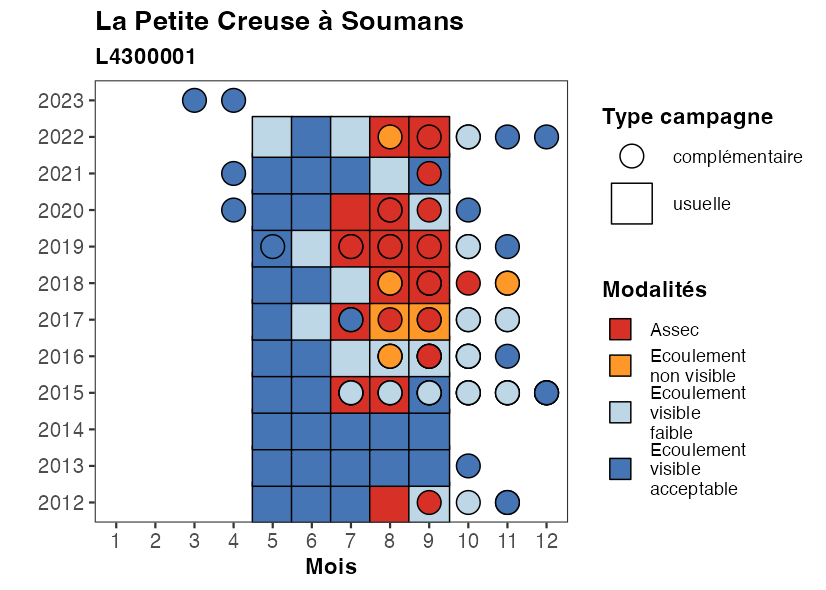 La Petite Creuse à Soumans
L4300001
2023
2022
2021
2020
2019
2018
2017
2016
2015
2014
2013
2012
1 2 3 4 5 6 7 8 9 10 11 12
Mois
Type campagne
complémentaire
usuelle
Modalités
Assec
Ecoulement
non visible
Ecoulement
visible
faible
Ecoulement
visible
acceptable